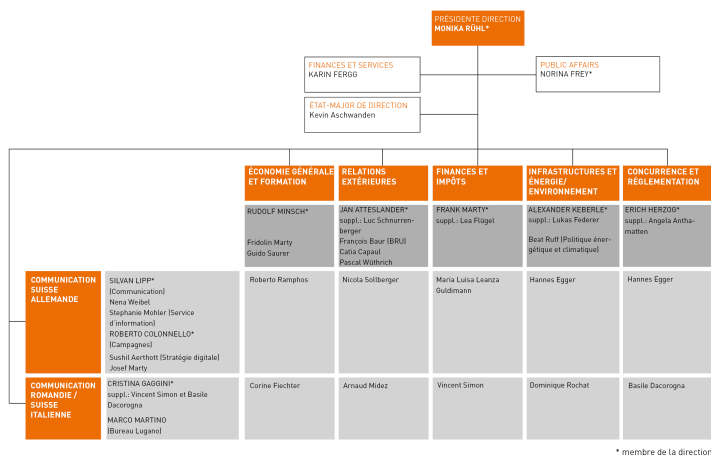 PRÉSIDENTE DIRECTION
MONIKA RÜHL*
FINANCES ET SERVICES
KARIN FERGG
PUBLIC AFFAIRS
NORINA FREY*
ÉTAT-MAJOR DE DIRECTION
Kevin Aschwanden
ÉCONOMIE GÉNÉRALE
ET FORMATION
RELATIONS
EXTÉRIEURES
FINANCES ET
IMPÔTS
INFRASTRUCTURES ET
ÉNERGIE/
ENVIRONNEMENT
CONCURRENCE ET
RÉGLEMENTATION
RUDOLF MINSCH*
Fridolin Marty
Guido Saurer
JAN ATTESLANDER*
suppl.: Luc Schnurren-
berger
François Baur (BRU)
Catia Capaul
Pascal Wüthrich
FRANK MARTY*
suppl.: Lea Flügel
ALEXANDER KEBERLE*
suppl.: Lukas Federer
Beat Ruff (Politique éner-
gétique et climatique)
ERICH HERZOG*
suppl.: Angela Antha-
matten
COMMUNICATION
SUISSE
ALLEMANDE
SILVAN LIPP*
(Communication)
Nena Weibel
Stephanie Mohler (Service
d'information)
ROBERTO COLONNELLO*
(Campagnes)
Sushil Aerthott (Stratégie digitale)
Josef Marty
Roberto Ramphos
Nicola Sollberger
Maria Luisa Leanza
Guldimann
Hannes Egger
Hannes Egger
COMMUNICATION
ROMANDIE /
SUISSE
ITALIENNE
CRISTINA GAGGINI*
suppl.: Vincent Simon et Basile
Dacorogna
MARCO MARTINO
(Bureau Lugano)
Corine Fiechter
Arnaud Midez
Vincent Simon
Dominique Rochat
Basile Dacorogna
* membre de la direction